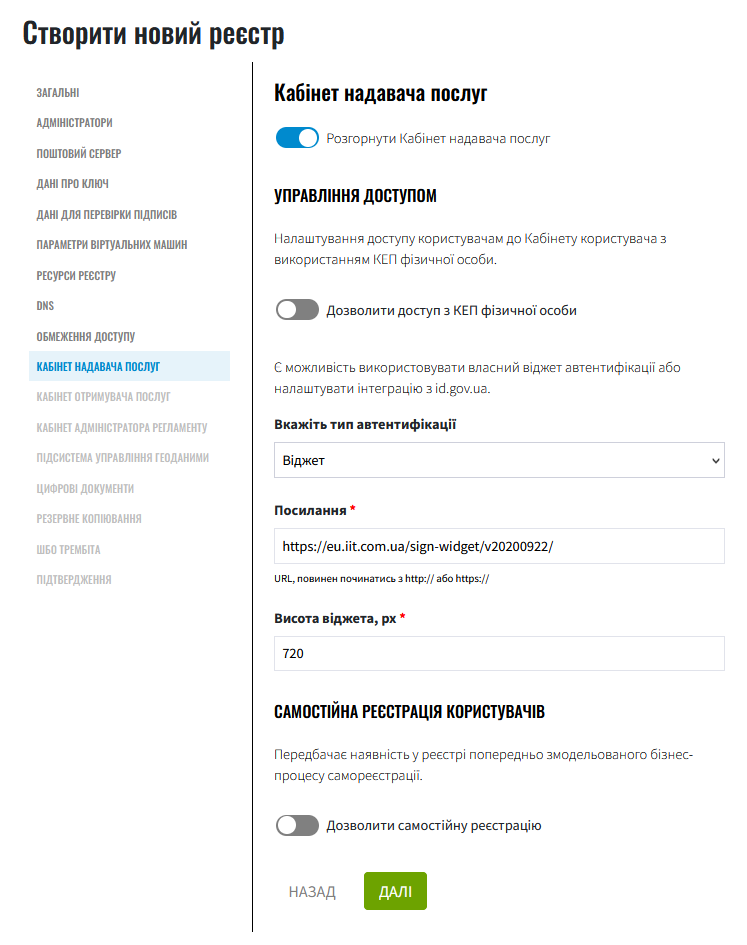 Створити новий реєстр
ЗАГАЛЬНІ
АДМІНІСТРАТОРИ
ПОШТОВИЙ СЕРВЕР
ДАНІ ПРО КЛЮЧ
ДАНІ ДЛЯ ПЕРЕВІРКИ ПІДПИСІВ
ПАРАМЕТРИ ВІРТУАЛЬНИХ МАШИН
РЕСУРСИ РЕЄСТРУ
DNS
ОБМЕЖЕННЯ ДОСТУПУ
КАБІНЕТ НАДАВАЧА ПОСЛУГ
КАБІНЕТ ОТРИМУВАЧА ПОСЛУГ
КАБІНЕТ АДМІНІСТРАТОРА РЕГЛАМЕНТУ
ПІДСИСТЕМА УПРАВЛІННЯ ГЕОДАНИМИ
ЦИФРОВІ ДОКУМЕНТИ
РЕЗЕРВНЕ КОПІЮВАННЯ
ШБО ТРЕМБІТА
ПІДТВЕРДЖЕННЯ
Кабінет надавача послуг
Розгорнути Кабінет надавача послуг
УПРАВЛІННЯ ДОСТУПОМ
Налаштування доступу користувачам до Кабінету користувача з
використанням КЕП фізичної особи.
Дозволити доступ з КЕП фізичної особи
Є можливість використовувати власний віджет автентифікації або
налаштувати інтеграцію з id.gov.ua.
Вкажіть тип автентифікації
Віджет
Посилання *
https://eu.iit.com.ua/sign-widget/v20200922/
URL, повинен починатись з http:// або https://
Висота віджета, px *
720
САМОСТІЙНА РЕЄСТРАЦІЯ КОРИСТУВАЧІВ
Передбачає наявність у реєстрі попередньо змодельованого бізнес-
процесу самореєстрації.
Дозволити самостійну реєстрацію
НАЗАД
ДАЛІ